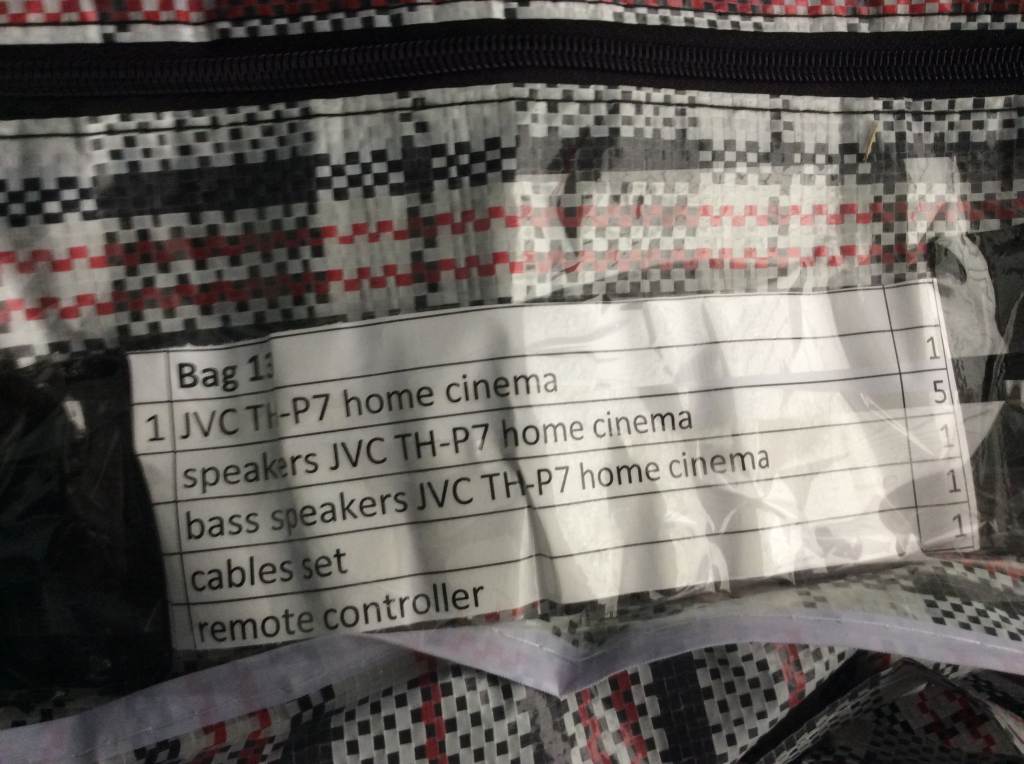 Bag 13
1 JVC TH-P7 home cinema 1
speakers JVC TH-P7 home cinema 5
bass speakers JVC TH-P7 home cinema 1
cables set 1
remote controller 1